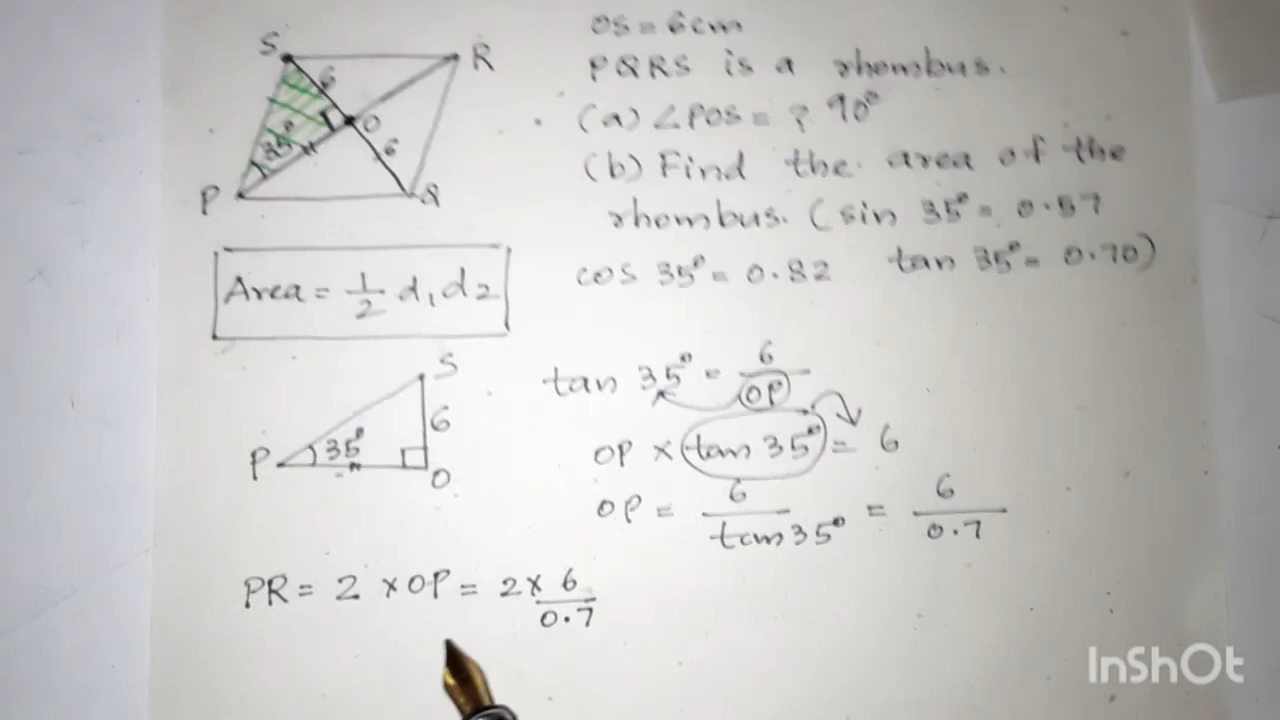 OS = 6cm
PQRS is a rhombus.
(a) ∠POS = ? 90°
(b) Find the area of the
rhombus. (sin 35° = 0.57
cos 35° = 0.82 tan 35° = 0.70)
S
R
6
O
35°
6
P
Q
Area = 1/2 d₁d₂
S
6
P
35°
O
tan 35° = 6/OP
OP × tan 35° = 6
OP = 6/tan 35° = 6/0.7
PR = 2 × OP = 2 × 6/0.7
InShOt